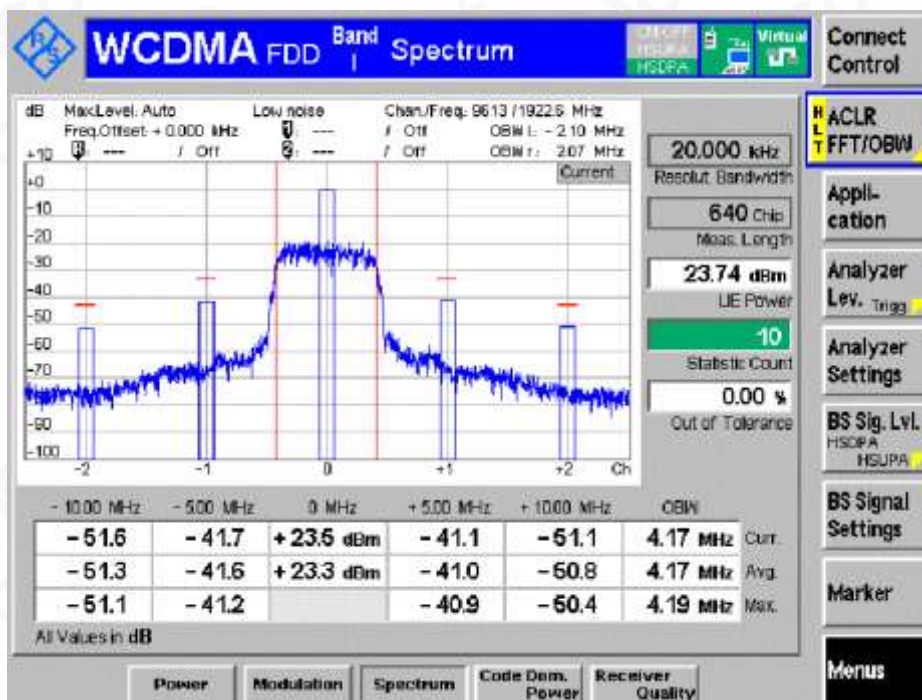 WCDMA FDD Band I Spectrum
HSDPA
Virtual
Connect Control
dB Max.Level: Auto Low noise Chan./Freq.: 9613 / 1922.6 MHz
Freq.Offset: + 0.000 kHz 1: --- / Off OBW l: - 2.10 MHz
--- / Off 2: --- / Off OBW r: 2.07 MHz
Current
+10
+0
-10
-20
-30
-40
-50
-60
-70
-90
-100
-2 -1 0 +1 +2 Ch
20.000 kHz
Resolut. Bandwidth
640 Chip
Meas. Length
23.74 dBm
UE Power
10
Statistic Count
0.00 %
Out of Tolerance
- 10.00 MHz - 5.00 MHz 0 MHz + 5.00 MHz + 10.00 MHz OBW
- 51.6 - 41.7 + 23.5 dBm - 41.1 - 51.1 4.17 MHz Curr.
- 51.3 - 41.6 + 23.3 dBm - 41.0 - 50.8 4.17 MHz Avg.
- 51.1 - 41.2 - 40.9 - 50.4 4.19 MHz Max.
All Values in dB
HLT
ACLR FFT/OBW
Appli-
cation
Analyzer
Lev. Trigg
Analyzer
Settings
BS Sig. Lvl.
HSDPA
HSUPA
BS Signal
Settings
Marker
Menus
Power
Modulation
Spectrum
Code Dom.
Power
Receiver
Quality